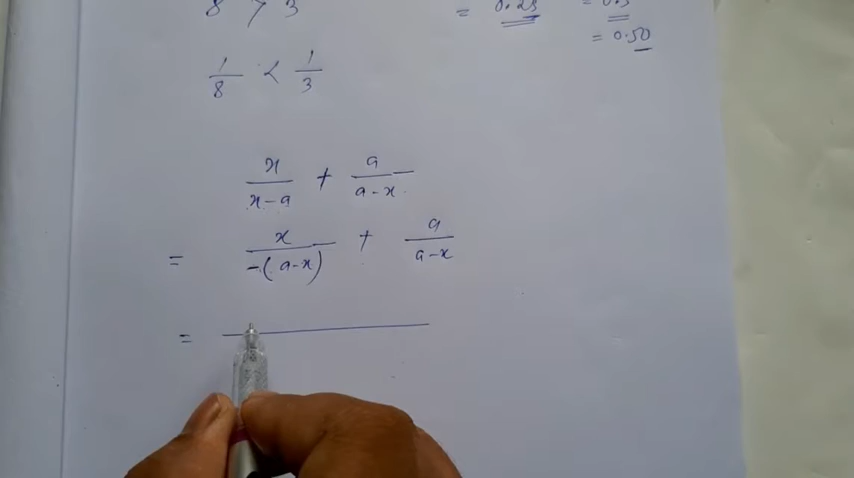 8 > 3
= 0.25
= 0.50
1/8 < 1/3
x/(x-a) + a/(a-x)
= x/(-(a-x)) + a/(a-x)
=